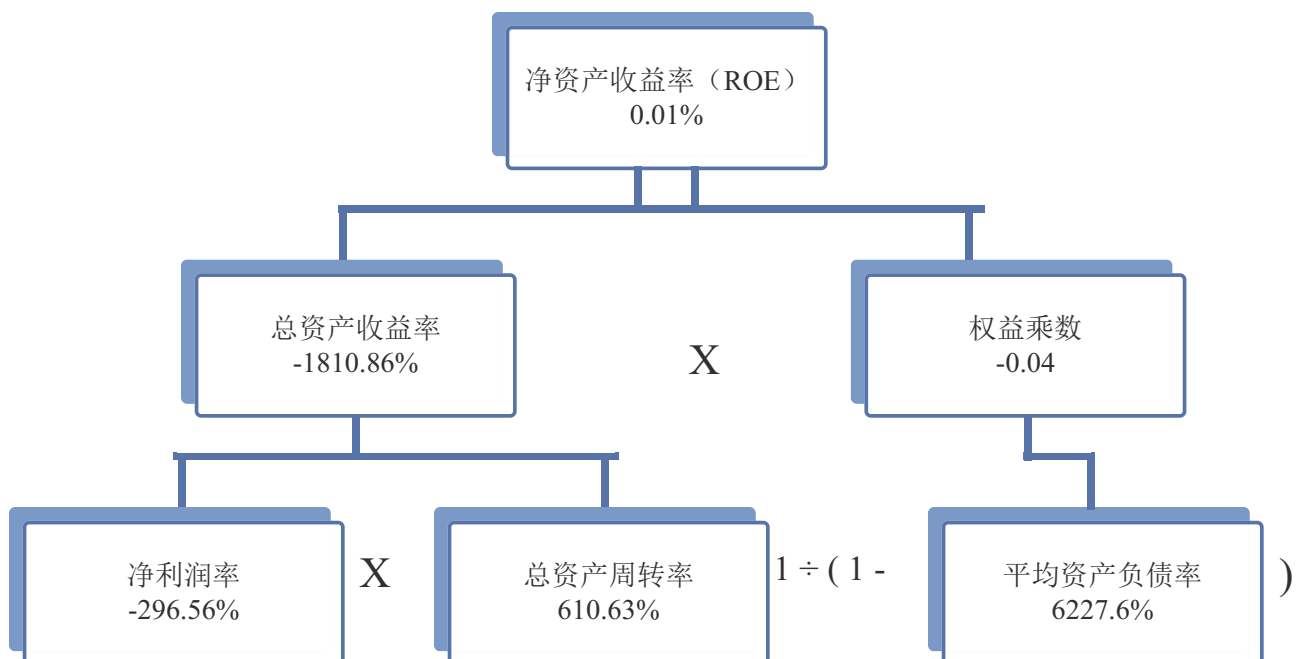 净资产收益率（ROE）
0.01%
总资产收益率
-1810.86%
X
权益乘数
-0.04
净利润率
-296.56%
X
总资产周转率
610.63%
1 ÷ ( 1 -
平均资产负债率
6227.6%
)